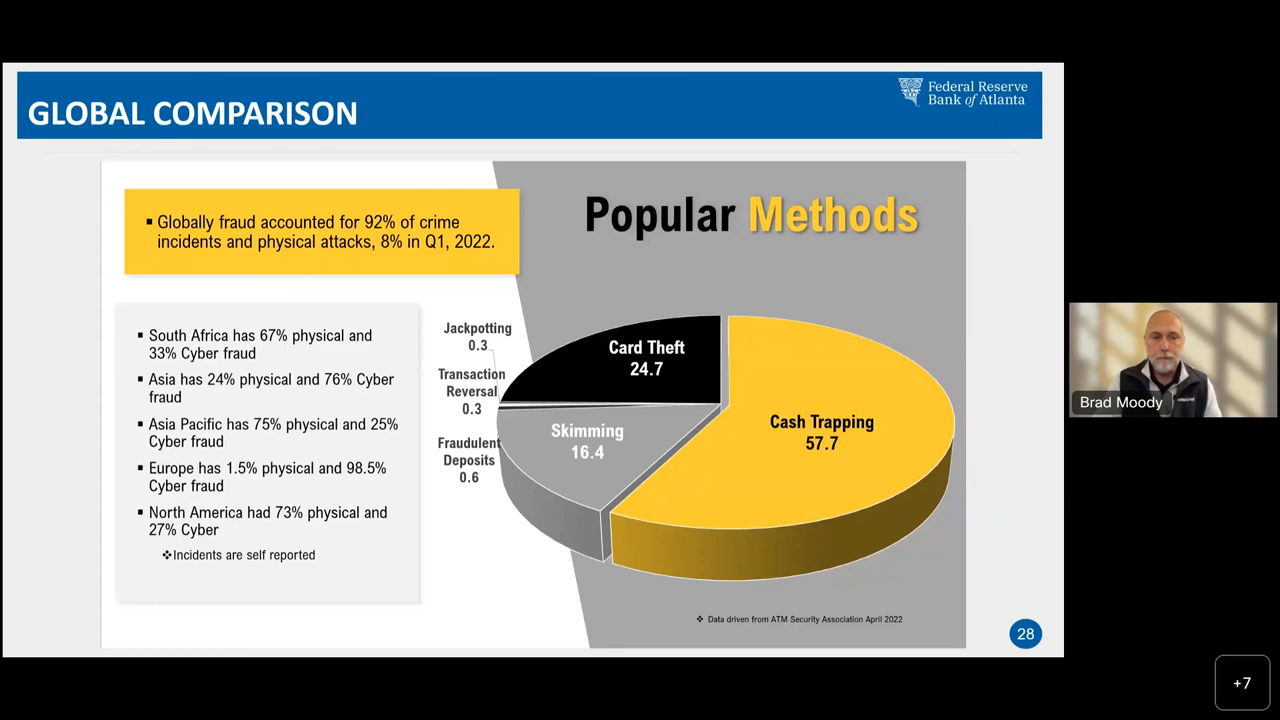 GLOBAL COMPARISON
Federal Reserve
Bank of Atlanta
▪ Globally fraud accounted for 92% of crime
incidents and physical attacks, 8% in Q1, 2022.
▪ South Africa has 67% physical and
33% Cyber fraud
▪ Asia has 24% physical and 76% Cyber
fraud
▪ Asia Pacific has 75% physical and 25%
Cyber fraud
▪ Europe has 1.5% physical and 98.5%
Cyber fraud
▪ North America had 73% physical and
27% Cyber
❖Incidents are self reported
Popular Methods
Jackpotting
0.3
Transaction
Reversal
0.3
Fraudulent
Deposits
0.6
Card Theft
24.7
Skimming
16.4
Cash Trapping
57.7
❖ Data driven from ATM Security Association April 2022
28
Brad Moody
+7